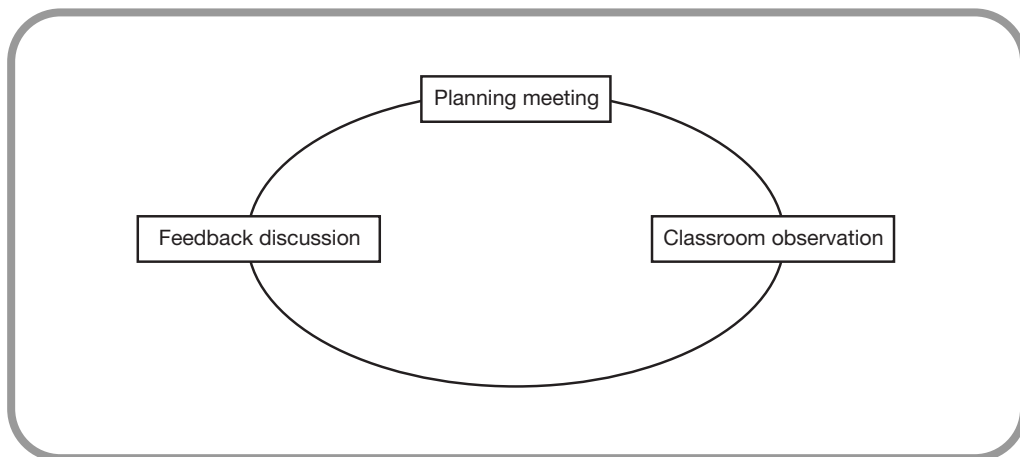 Planning meeting
Feedback discussion
Classroom observation